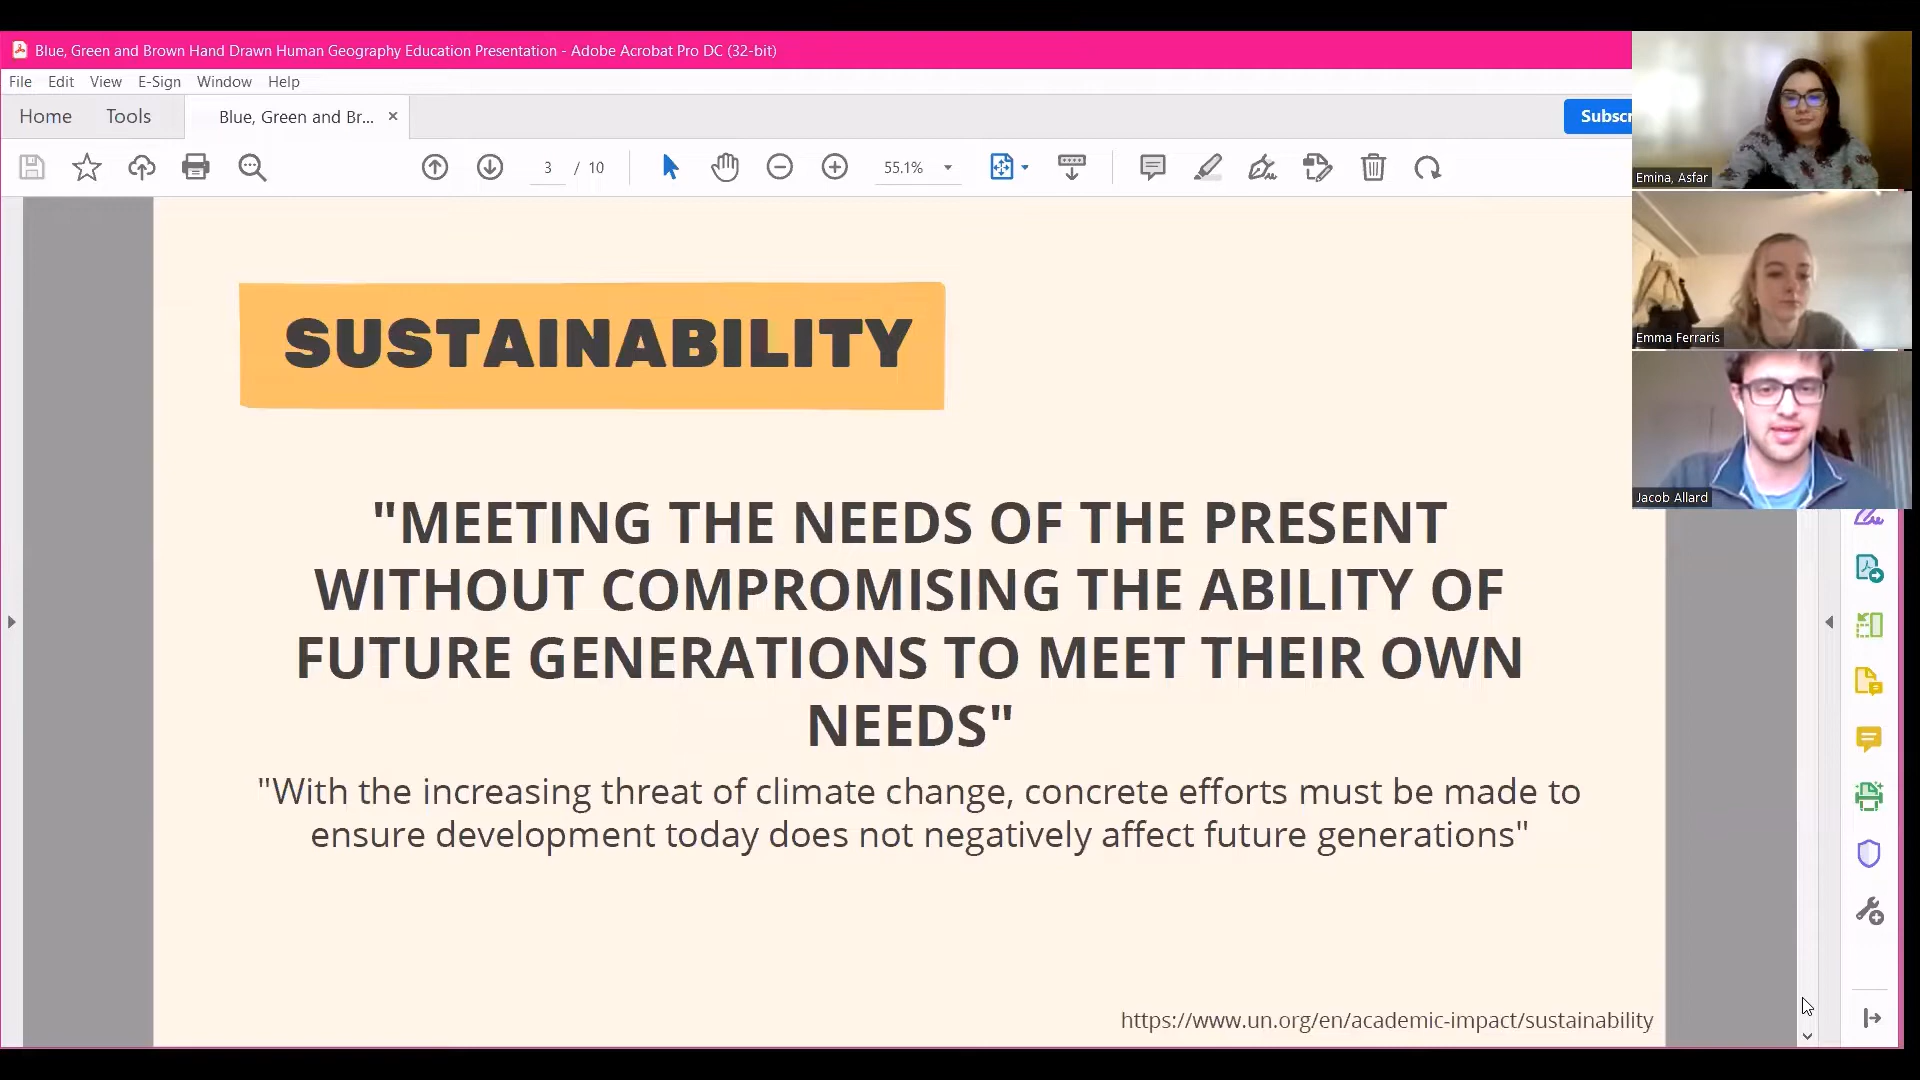 Blue, Green and Brown Hand Drawn Human Geography Education Presentation - Adobe Acrobat Pro DC (32-bit)
File Edit View E-Sign Window Help
Home Tools Blue, Green and Br... × Subscr
3 / 10 55.1%
Emina, Asfar
Emma Ferraris
Jacob Allard
SUSTAINABILITY
"MEETING THE NEEDS OF THE PRESENT
WITHOUT COMPROMISING THE ABILITY OF
FUTURE GENERATIONS TO MEET THEIR OWN
NEEDS"
"With the increasing threat of climate change, concrete efforts must be made to
ensure development today does not negatively affect future generations"
https://www.un.org/en/academic-impact/sustainability